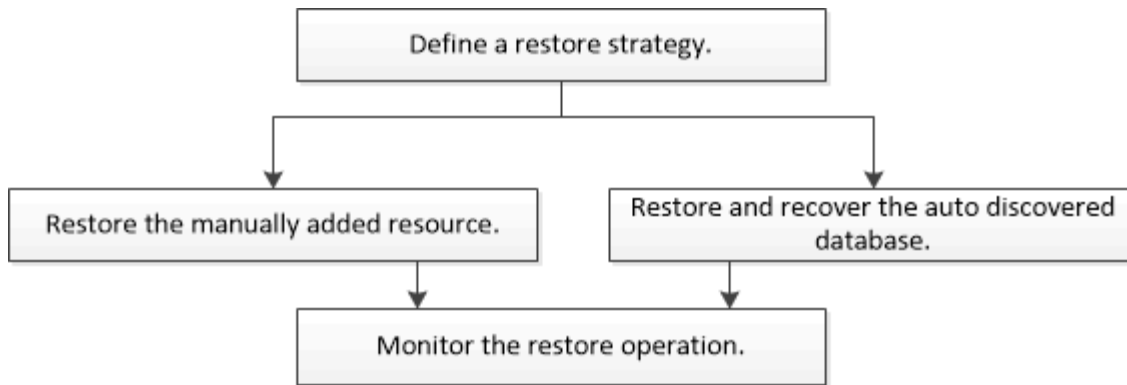 Define a restore strategy.
Restore the manually added resource.
Restore and recover the auto discovered
database.
Monitor the restore operation.